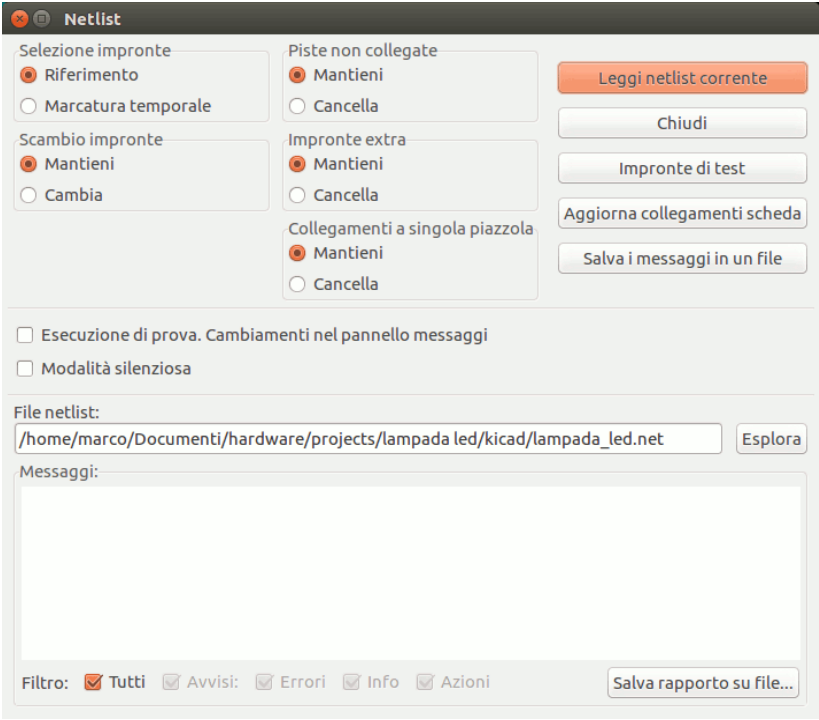 Netlist
Selezione impronte
Riferimento
Marcatura temporale
Scambio impronte
Mantieni
Cambia
Piste non collegate
Mantieni
Cancella
Impronte extra
Mantieni
Cancella
Collegamenti a singola piazzola
Mantieni
Cancella
Leggi netlist corrente
Chiudi
Impronte di test
Aggiorna collegamenti scheda
Salva i messaggi in un file
Esecuzione di prova. Cambiamenti nel pannello messaggi
Modalità silenziosa
File netlist:
/home/marco/Documenti/hardware/projects/lampada led/kicad/lampada_led.net
Esplora
Messaggi:
Filtro: Tutti Avvisi: Errori Info Azioni
Salva rapporto su file...